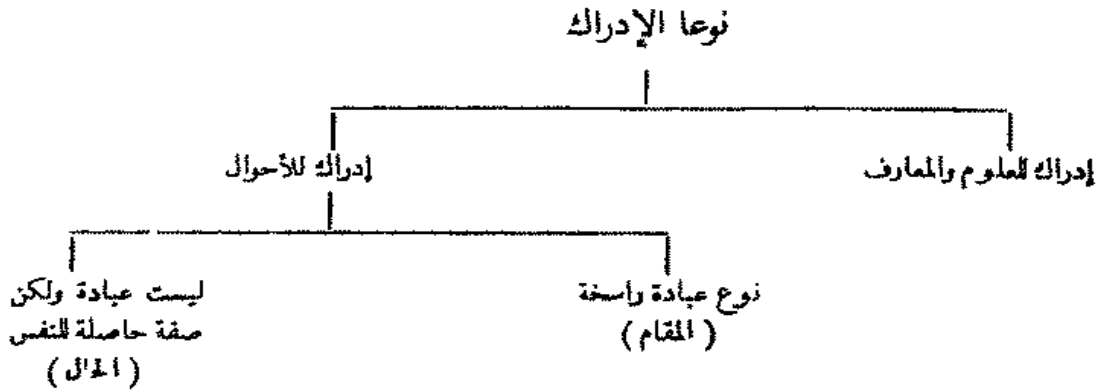 نوعا الإدراك
إدراك للعلوم والمعارف
إدراك للأحوال
نوع عبادة راسخة
( المقام )
ليست عبادة ولكن
صفة حاصلة للنفس
( الحال )